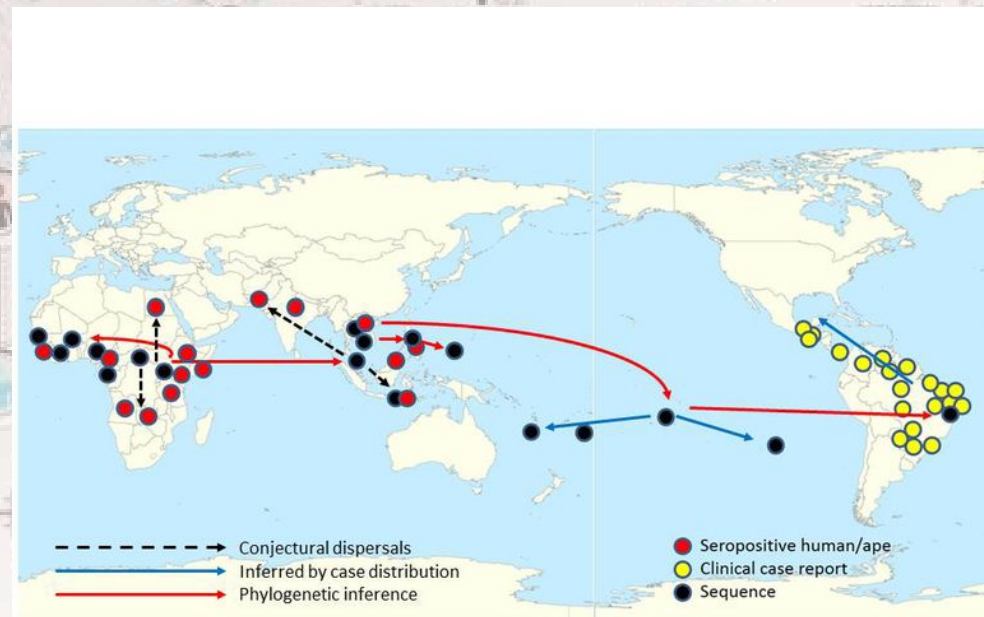 Conjectural dispersals
Inferred by case distribution
Phylogenetic inference
Seropositive human/ape
Clinical case report
Sequence